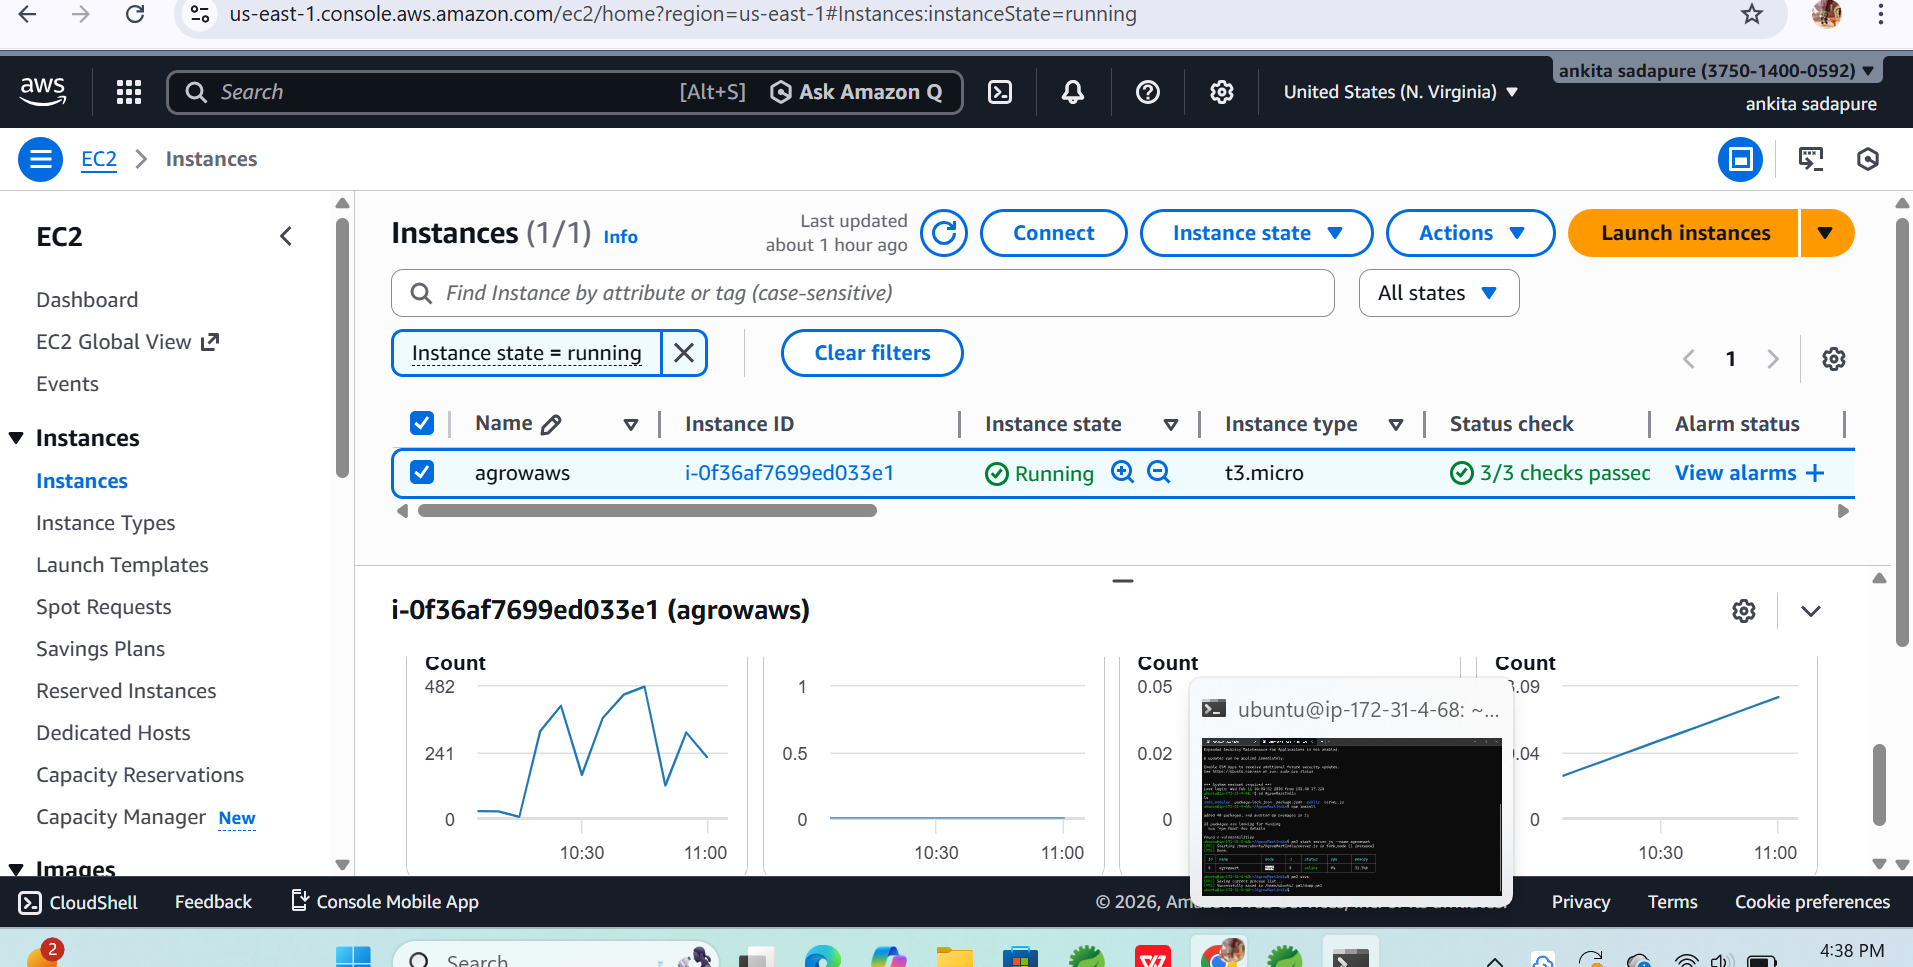 us-east-1.console.aws.amazon.com/ec2/home?region=us-east-1#Instances:instanceState=running
aws
Search [Alt+S] Ask Amazon Q
United States (N. Virginia)
ankita sadapure (3750-1400-0592)
ankita sadapure
EC2 Instances
EC2
Dashboard
EC2 Global View
Events
Instances
Instances
Instance Types
Launch Templates
Spot Requests
Savings Plans
Reserved Instances
Dedicated Hosts
Capacity Reservations
Capacity Manager New
Images
Instances (1/1) Info
Last updated
about 1 hour ago
Connect
Instance state
Actions
Launch instances
Find Instance by attribute or tag (case-sensitive)
All states
Instance state = running
Clear filters
1
Name Instance ID Instance state Instance type Status check Alarm status
agrowaws i-0f36af7699ed033e1 Running t3.micro 3/3 checks passed View alarms +
i-0f36af7699ed033e1 (agrowaws)
Count
482
241
0
10:30 11:00
1
0.5
0
10:30 11:00
Count
0.05
0.02
0
Count
.09
.04
0
10:30 11:00
ubuntu@ip-172-31-4-68: ~...
CloudShell Feedback Console Mobile App
© 2026,
Privacy Terms Cookie preferences
2
Search
4:38 PM